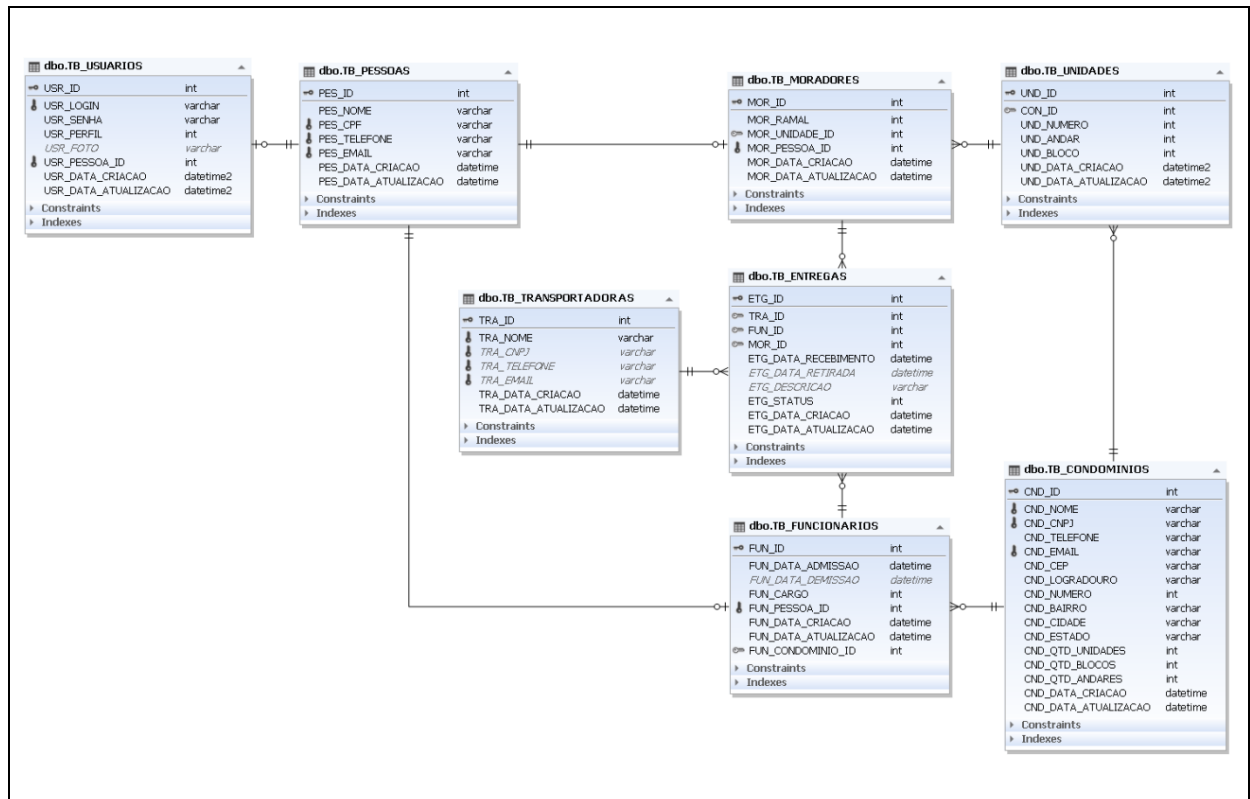 dbo.TB_USUARIOS
USR_ID int
USR_LOGIN varchar
USR_SENHA varchar
USR_PERFIL int
USR_FOTO varchar
USR_PESSOA_ID int
USR_DATA_CRIACAO datetime2
USR_DATA_ATUALIZACAO datetime2
Constraints
Indexes
dbo.TB_PESSOAS
PES_ID int
PES_NOME varchar
PES_CPF varchar
PES_TELEFONE varchar
PES_EMAIL varchar
PES_DATA_CRIACAO datetime
PES_DATA_ATUALIZACAO datetime
Constraints
Indexes
dbo.TB_MORADORES
MOR_ID int
MOR_RAMAL int
MOR_UNIDADE_ID int
MOR_PESSOA_ID int
MOR_DATA_CRIACAO datetime
MOR_DATA_ATUALIZACAO datetime
Constraints
Indexes
dbo.TB_UNIDADES
UND_ID int
CON_ID int
UND_NUMERO int
UND_ANDAR int
UND_BLOCO int
UND_DATA_CRIACAO datetime2
UND_DATA_ATUALIZACAO datetime2
Constraints
Indexes
dbo.TB_TRANSPORTADORAS
TRA_ID int
TRA_NOME varchar
TRA_CNPJ varchar
TRA_TELEFONE varchar
TRA_EMAIL varchar
TRA_DATA_CRIACAO datetime
TRA_DATA_ATUALIZACAO datetime
Constraints
Indexes
dbo.TB_ENTREGAS
ETG_ID int
TRA_ID int
FUN_ID int
MOR_ID int
ETG_DATA_RECEBIMENTO datetime
ETG_DATA_RETIRADA datetime
ETG_DESCRICAO varchar
ETG_STATUS int
ETG_DATA_CRIACAO datetime
ETG_DATA_ATUALIZACAO datetime
Constraints
Indexes
dbo.TB_FUNCIONARIOS
FUN_ID int
FUN_DATA_ADMISSAO datetime
FUN_DATA_DEMISSAO datetime
FUN_CARGO int
FUN_PESSOA_ID int
FUN_DATA_CRIACAO datetime
FUN_DATA_ATUALIZACAO datetime
FUN_CONDOMINIO_ID int
Constraints
Indexes
dbo.TB_CONDOMINIOS
CND_ID int
CND_NOME varchar
CND_CNPJ varchar
CND_TELEFONE varchar
CND_EMAIL varchar
CND_CEP varchar
CND_LOGRADOURO varchar
CND_NUMERO int
CND_BAIRRO varchar
CND_CIDADE varchar
CND_ESTADO varchar
CND_QTD_UNIDADES int
CND_QTD_BLOCOS int
CND_QTD_ANDARES int
CND_DATA_CRIACAO datetime
CND_DATA_ATUALIZACAO datetime
Constraints
Indexes